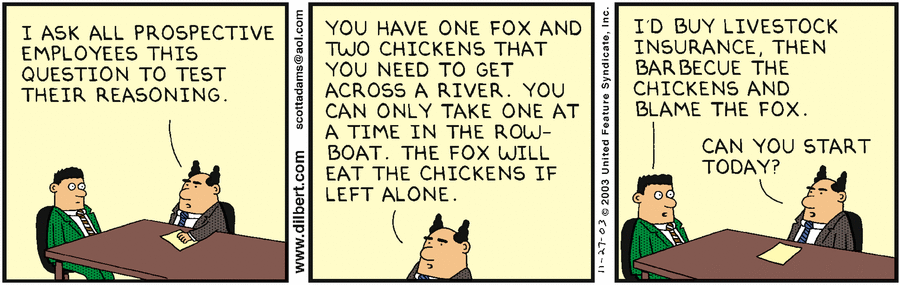 I ASK ALL PROSPECTIVE
EMPLOYEES THIS
QUESTION TO TEST
THEIR REASONING.
www.dilbert.com scottadams@aol.com
YOU HAVE ONE FOX AND
TWO CHICKENS THAT
YOU NEED TO GET
ACROSS A RIVER. YOU
CAN ONLY TAKE ONE AT
A TIME IN THE ROW-
BOAT. THE FOX WILL
EAT THE CHICKENS IF
LEFT ALONE.
11-27-03 © 2003 United Feature Syndicate, Inc.
I'D BUY LIVESTOCK
INSURANCE, THEN
BARBECUE THE
CHICKENS AND
BLAME THE FOX.
CAN YOU START
TODAY?